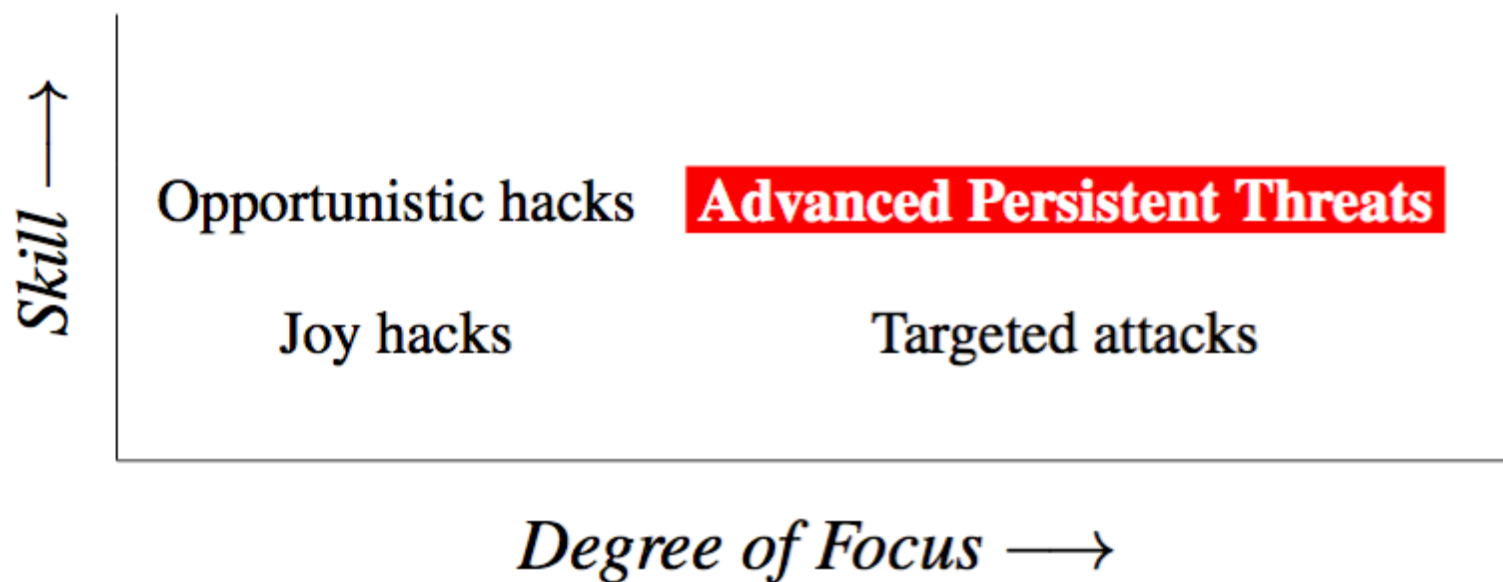 Skill →
Opportunistic hacks
Advanced Persistent Threats
Joy hacks
Targeted attacks
Degree of Focus →